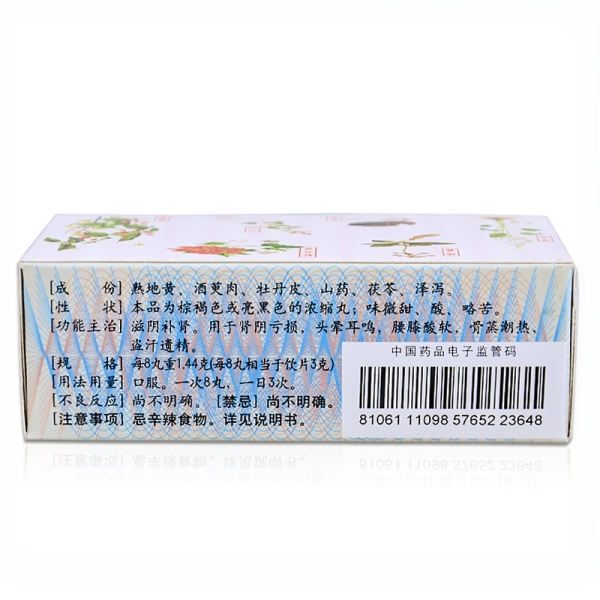 [成 份] 熟地黄、酒萸肉、牡丹皮、山药、茯苓、泽泻。
[性 状] 本品为棕褐色或亮黑色的浓缩丸；味微甜、酸、略苦。
[功能主治] 滋阴补肾。用于肾阴亏损，头晕耳鸣，腰膝酸软，骨蒸潮热，
盗汗遗精。
[规 格] 每8丸重1.44克(每8丸相当于饮片3克)
[用法用量] 口服。一次8丸，一日3次。
[不良反应] 尚不明确。 [禁忌] 尚不明确。
[注意事项] 忌辛辣食物。详见说明书。
中国药品电子监管码
81061 11098 57652 23648